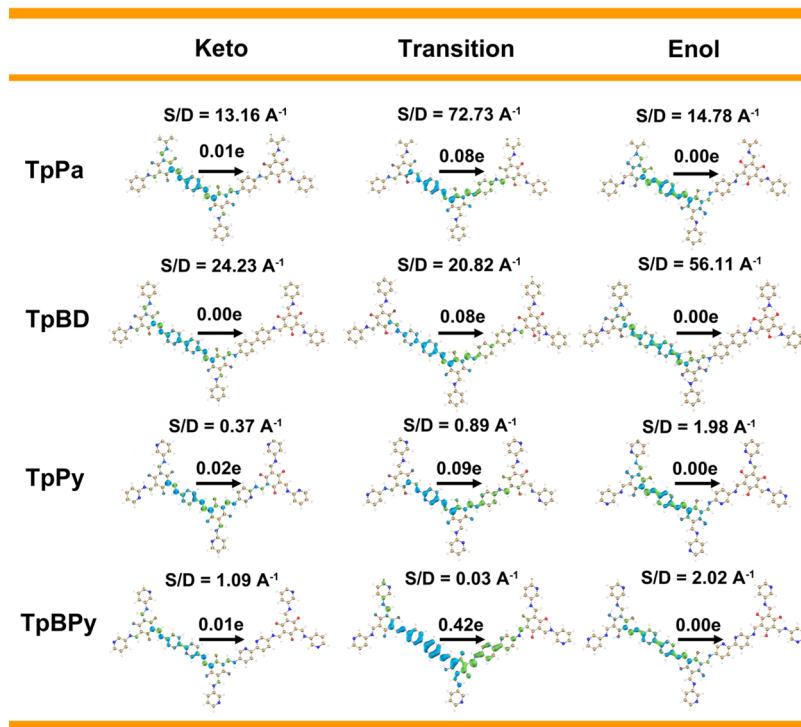 Keto Transition Enol
S/D = 13.16 A⁻¹ S/D = 72.73 A⁻¹ S/D = 14.78 A⁻¹
TpPa 0.01e 0.08e 0.00e
S/D = 24.23 A⁻¹ S/D = 20.82 A⁻¹ S/D = 56.11 A⁻¹
TpBD 0.00e 0.08e 0.00e
S/D = 0.37 A⁻¹ S/D = 0.89 A⁻¹ S/D = 1.98 A⁻¹
TpPy 0.02e 0.09e 0.00e
S/D = 1.09 A⁻¹ S/D = 0.03 A⁻¹ S/D = 2.02 A⁻¹
TpBPy 0.01e 0.42e 0.00e